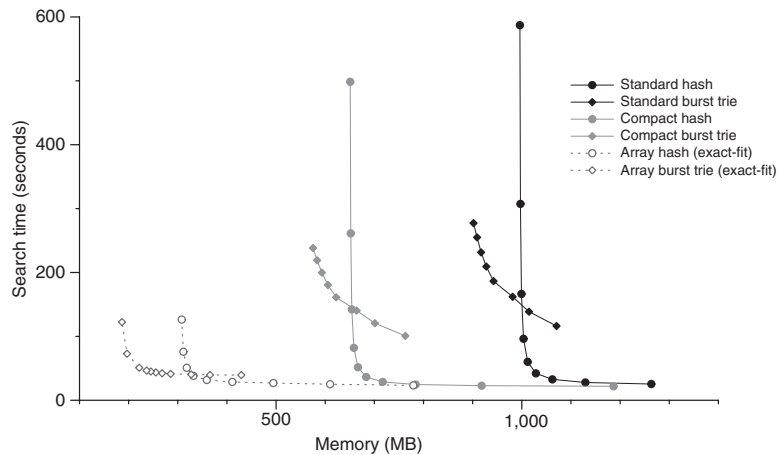 600
400
200
0
Search time (seconds)
500
1,000
Memory (MB)
Standard hash
Standard burst trie
Compact hash
Compact burst trie
Array hash (exact-fit)
Array burst trie (exact-fit)